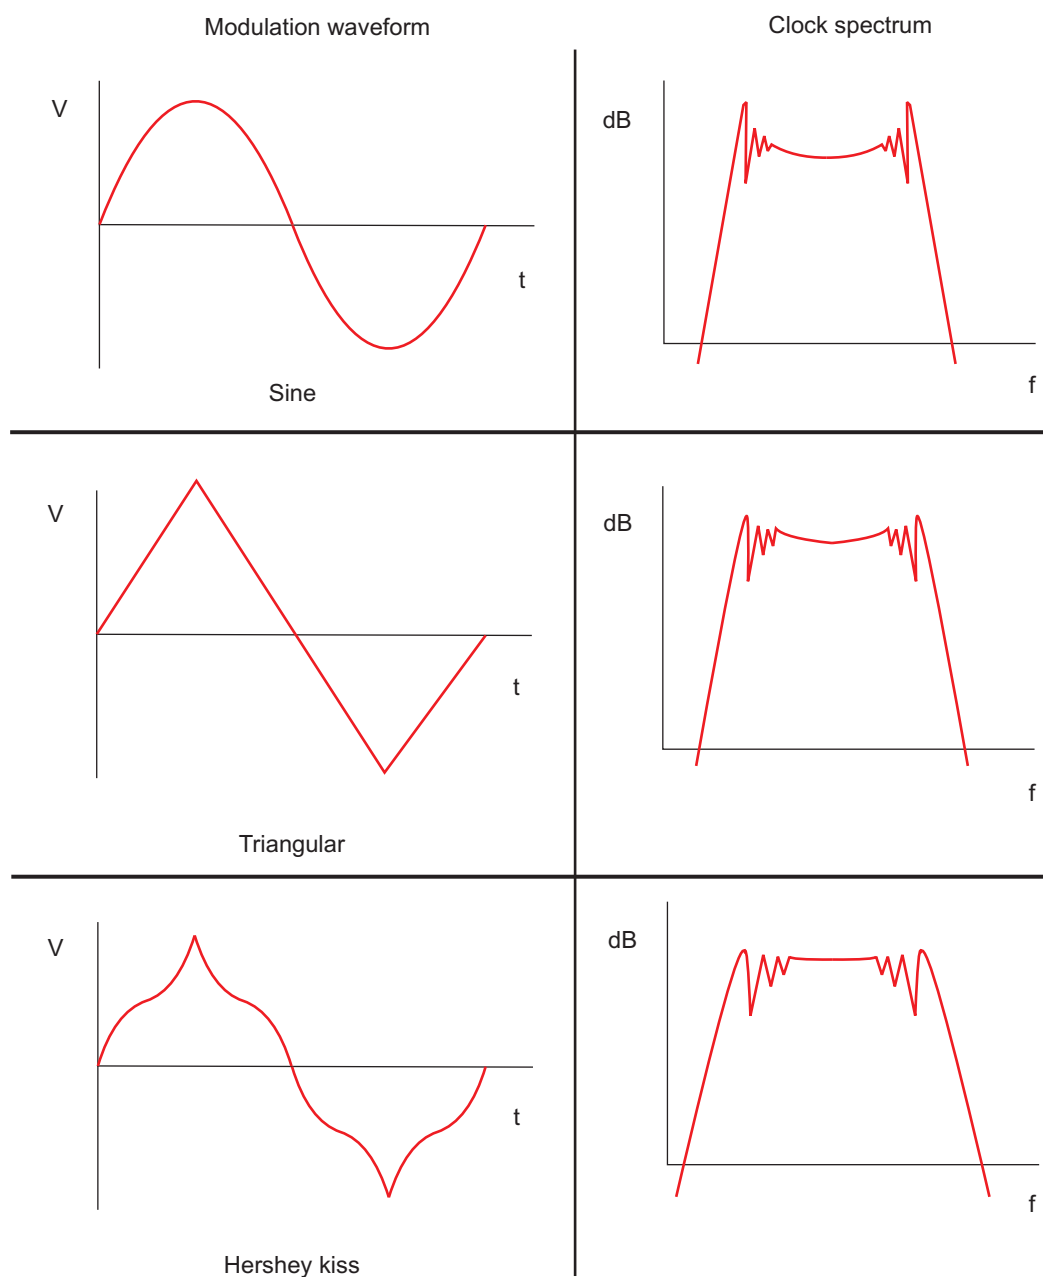 Modulation waveform
Clock spectrum
V
t
Sine
dB
f
V
t
Triangular
dB
f
V
t
Hershey kiss
dB
f